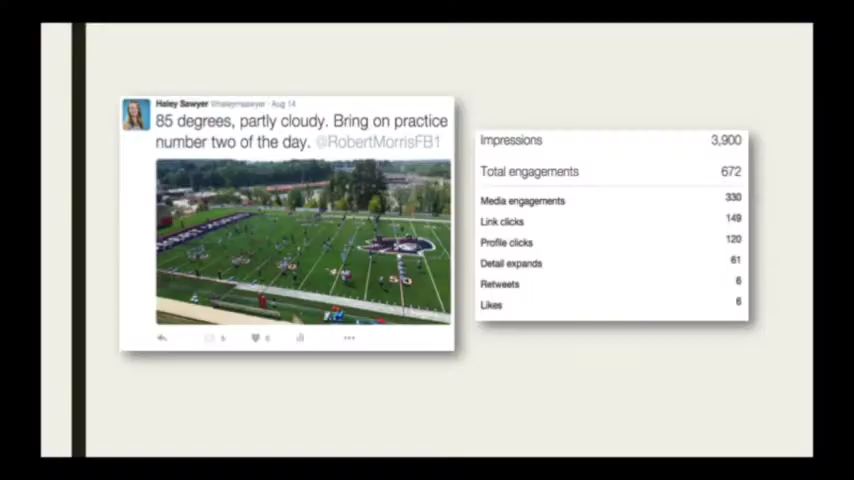 Haley Sawyer @haleymsawyer · Aug 14
85 degrees, partly cloudy. Bring on practice
number two of the day. @RobertMorrisFB1
6
Impressions 3,900
Total engagements 672
Media engagements 330
Link clicks 149
Profile clicks 120
Detail expands 61
Retweets 6
Likes 6